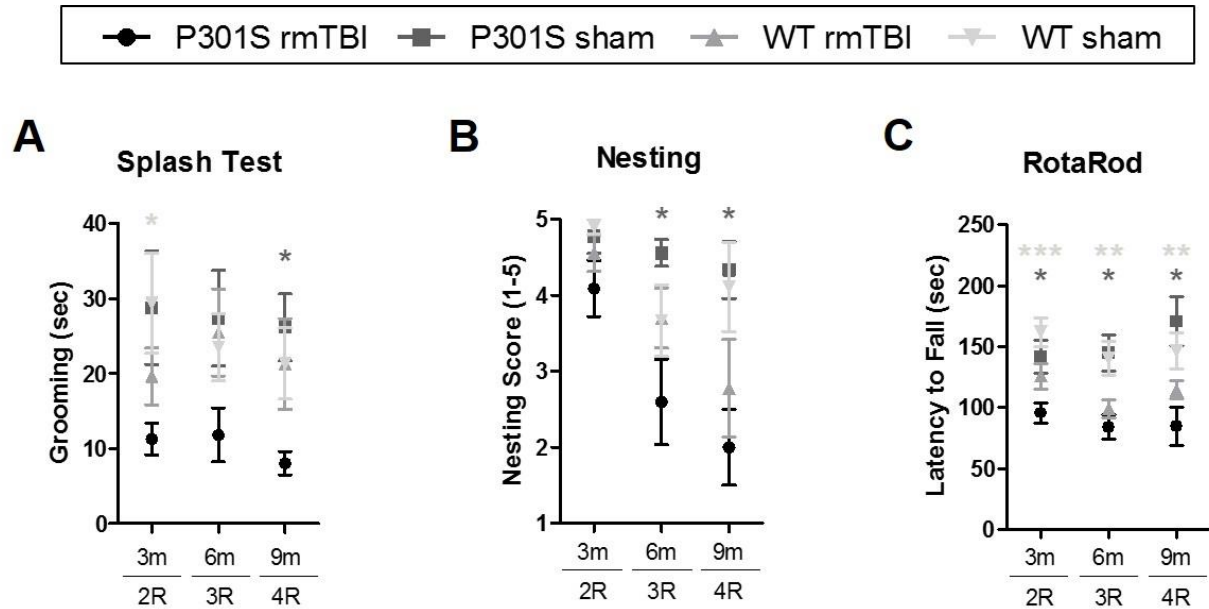 P301S rmTBI P301S sham WT rmTBI WT sham
A
Splash Test
Grooming (sec)
40
30
20
10
0
*
*
3m 6m 9m
2R 3R 4R
B
Nesting
Nesting Score (1-5)
5
4
3
2
1
* *
3m 6m 9m
2R 3R 4R
C
RotaRod
Latency to Fall (sec)
250
200
150
100
50
0
*** ** **
* * *
3m 6m 9m
2R 3R 4R